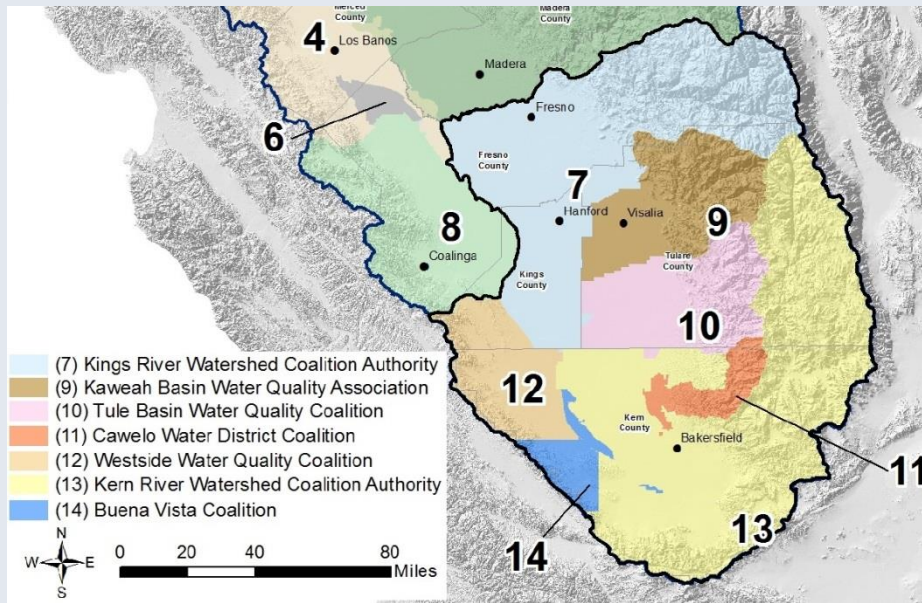 Merced
County
Madera
County
4
Los Banos
Madera
6
Fresno
Fresno
County
7
8
Hanford
Visalia
9
Coalinga
Tulare
County
Kings
County
10
12
Kern
County
Bakersfield
11
14
13
(7) Kings River Watershed Coalition Authority
(9) Kaweah Basin Water Quality Association
(10) Tule Basin Water Quality Coalition
(11) Cawelo Water District Coalition
(12) Westside Water Quality Coalition
(13) Kern River Watershed Coalition Authority
(14) Buena Vista Coalition
N
W E
S
0 20 40 80
Miles